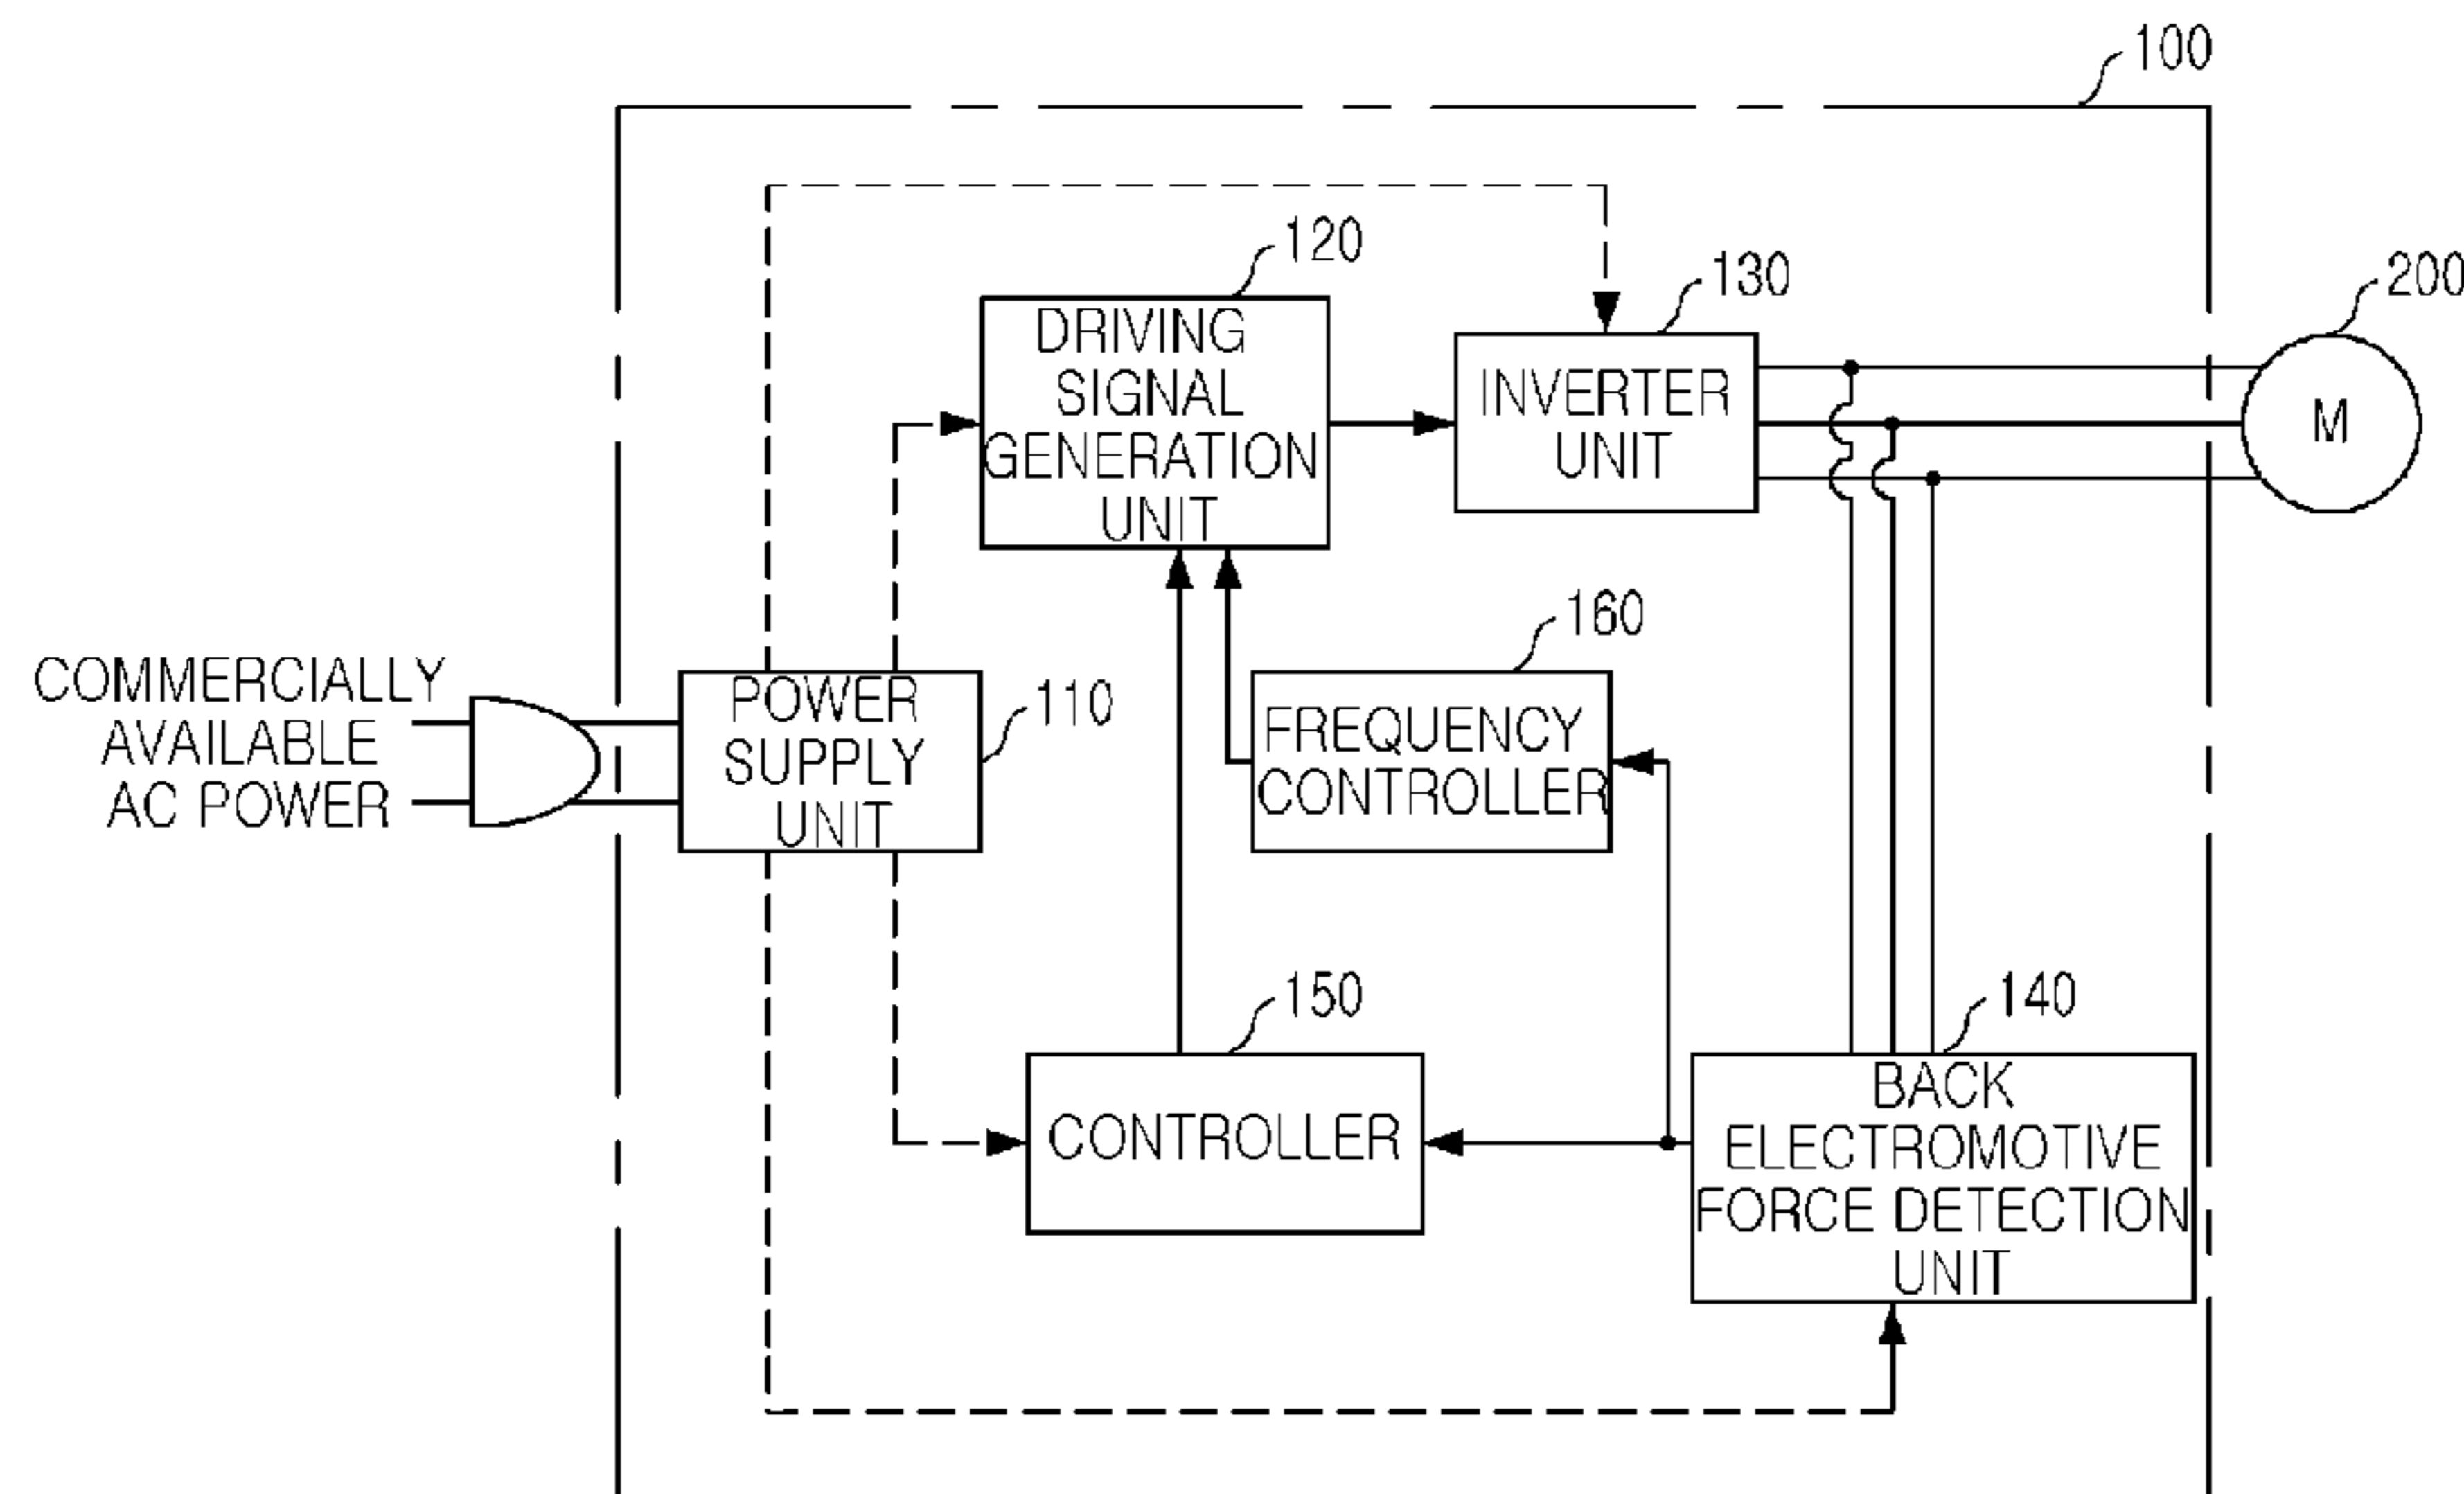 100
120
130
200
DRIVING
SIGNAL
GENERATION
UNIT
INVERTER
UNIT
M
160
COMMERCIALLY
AVAILABLE
AC POWER
POWER
SUPPLY
UNIT
110
FREQUENCY
CONTROLLER
150
140
CONTROLLER
BACK
ELECTROMOTIVE
FORCE DETECTION
UNIT